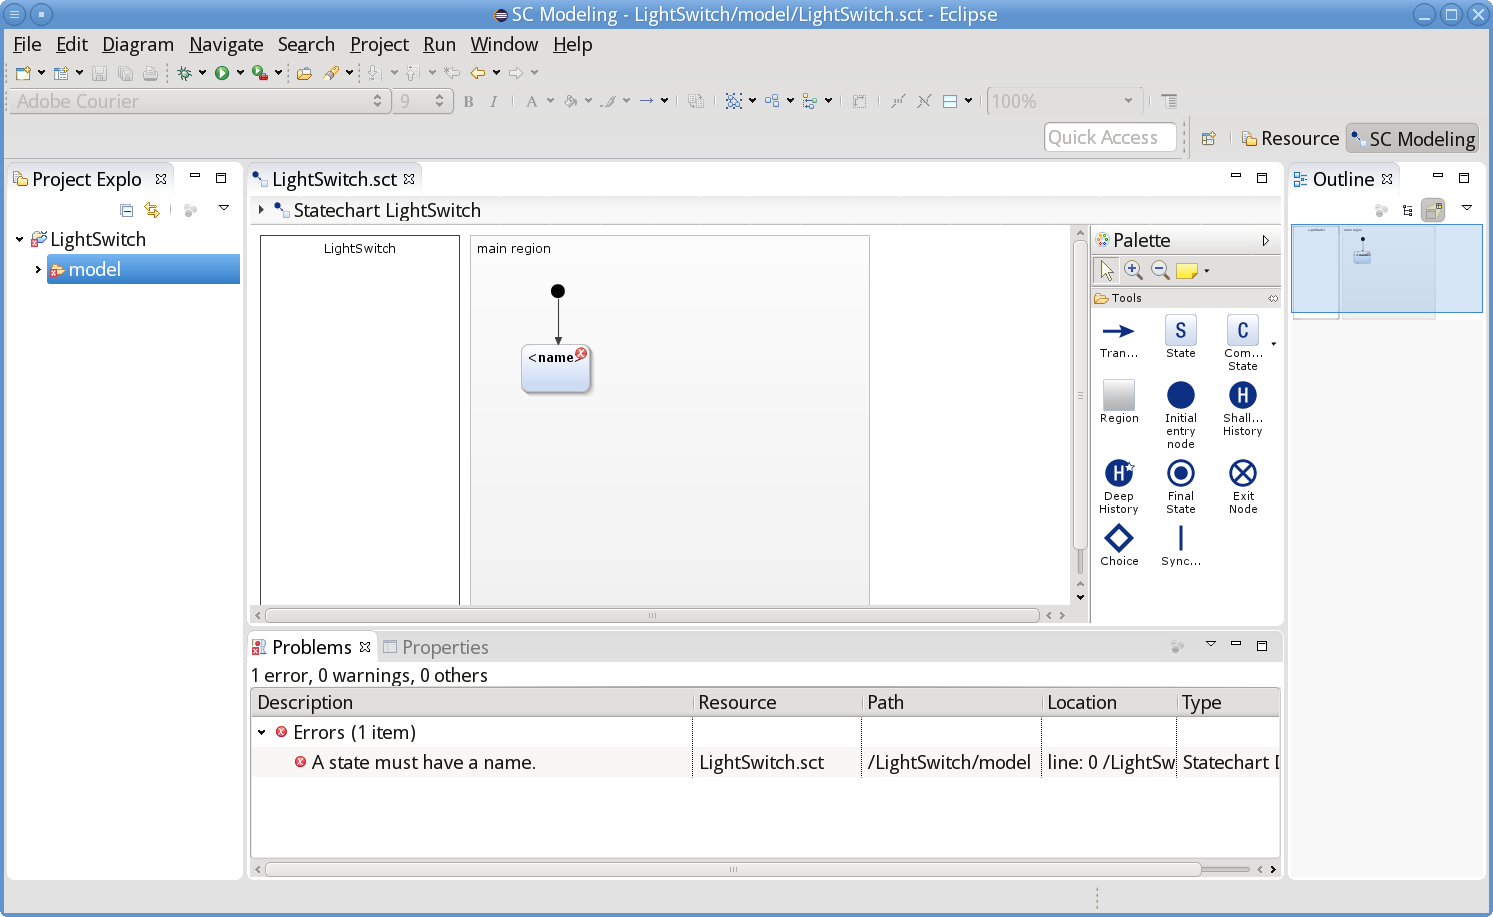 SC Modeling - LightSwitch/model/LightSwitch.sct - Eclipse
File Edit Diagram Navigate Search Project Run Window Help
Adobe Courier 9 B I A 100%
Quick Access Resource SC Modeling
Project Explo
LightSwitch
model
LightSwitch.sct
Statechart LightSwitch
LightSwitch
main region
<name>
Palette
Tools
Tran... State Com... State
Region Initial entry node Shall... History
Deep History Final State Exit Node
Choice Sync...
Outline
Problems Properties
1 error, 0 warnings, 0 others
Description Resource Path Location Type
Errors (1 item)
A state must have a name. LightSwitch.sct /LightSwitch/model line: 0 /LightSw Statechart D